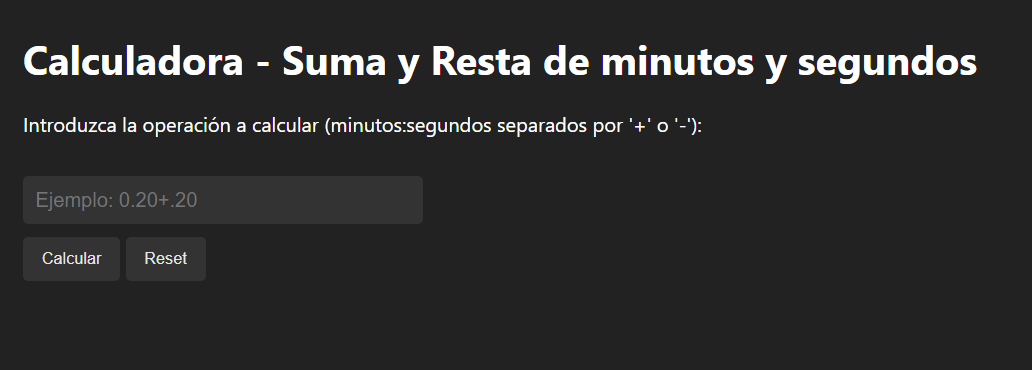 Calculadora - Suma y Resta de minutos y segundos
Introduzca la operación a calcular (minutos:segundos separados por '+' o '-'):
Ejemplo: 0.20+.20
Calcular Reset